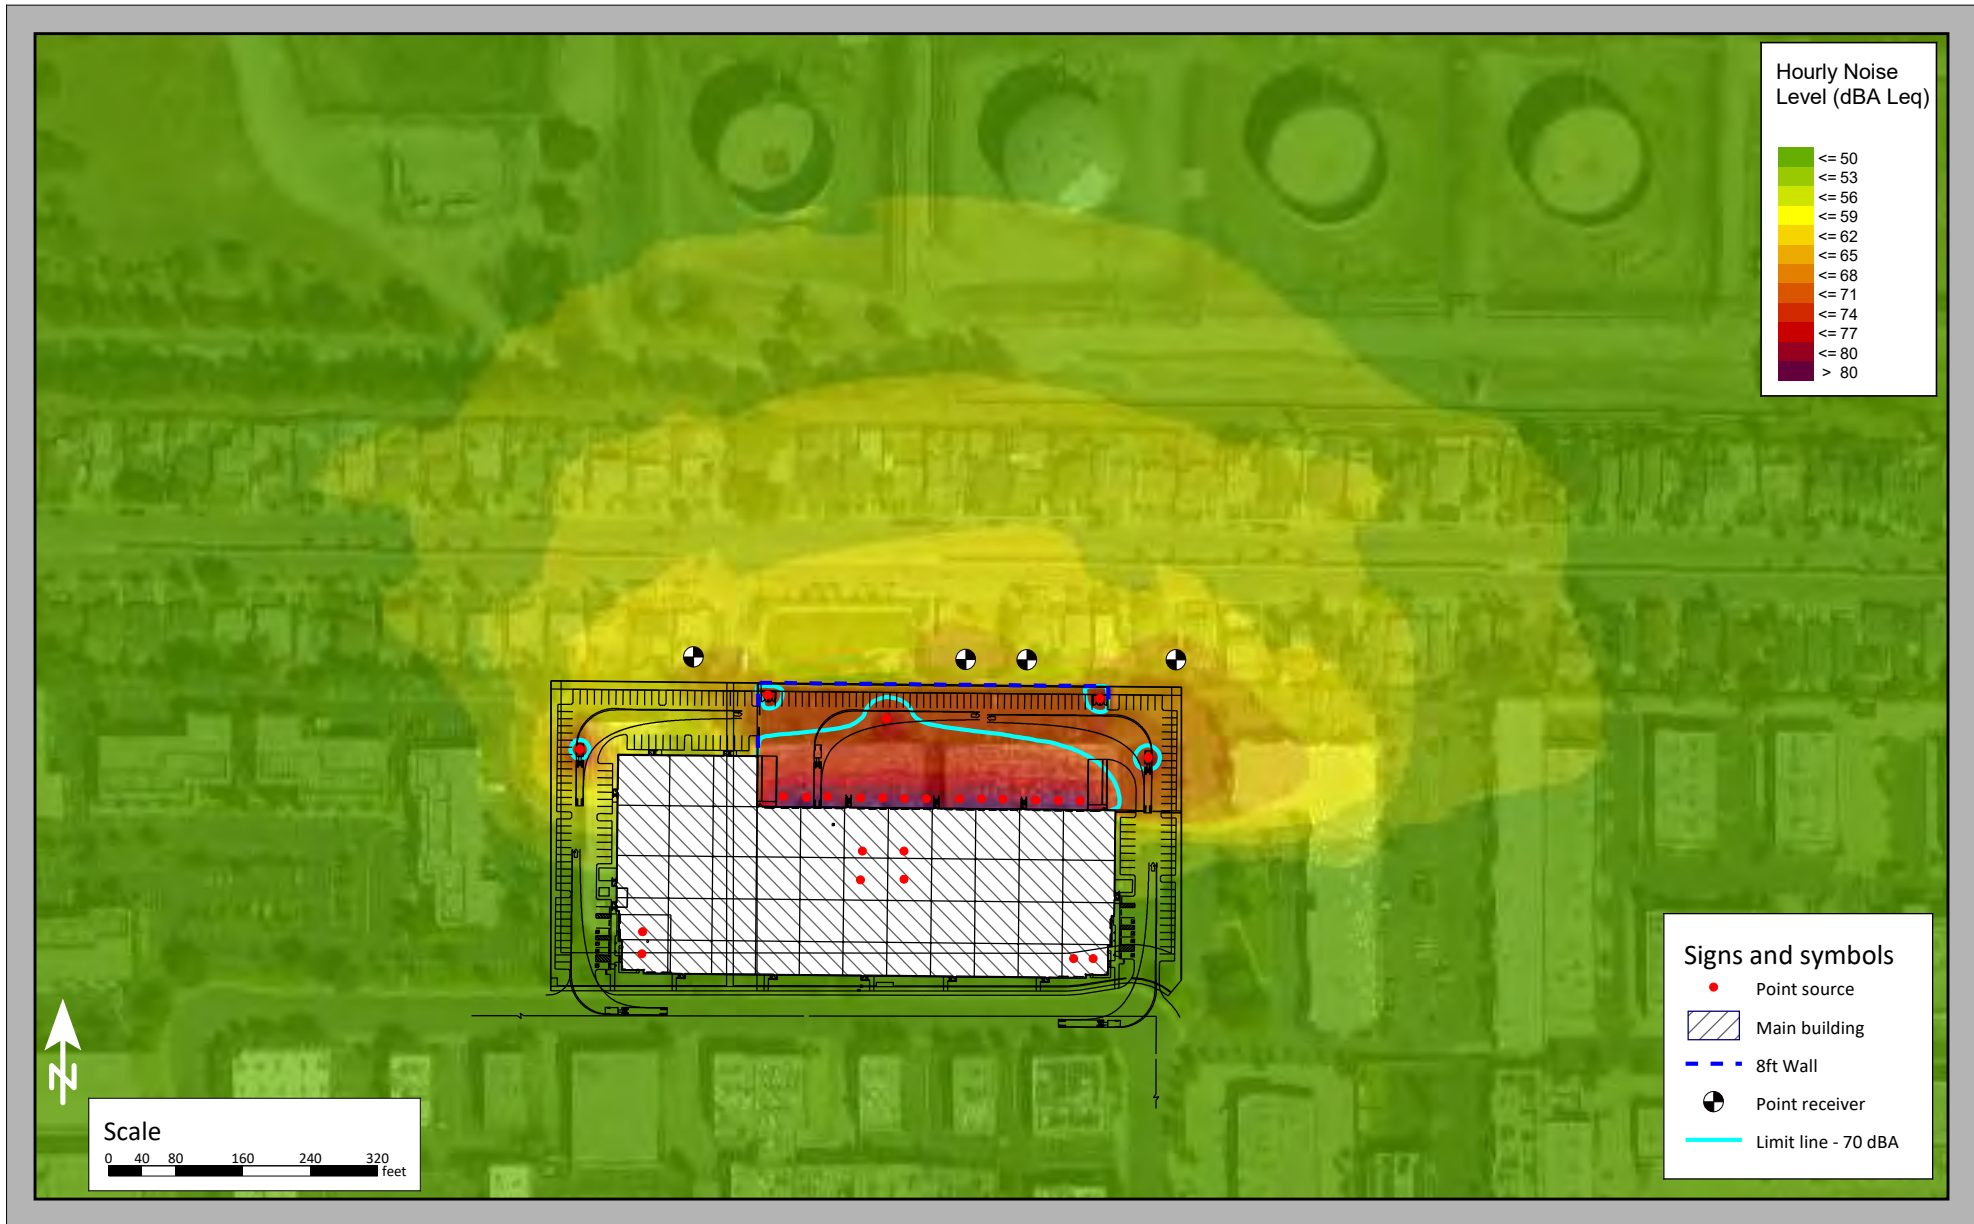 Hourly Noise
Level (dBA Leq)
<= 50
<= 53
<= 56
<= 59
<= 62
<= 65
<= 68
<= 71
<= 74
<= 77
<= 80
> 80
Signs and symbols
Point source
Main building
8ft Wall
Point receiver
Limit line - 70 dBA
N
Scale
0 40 80 160 240 320
feet